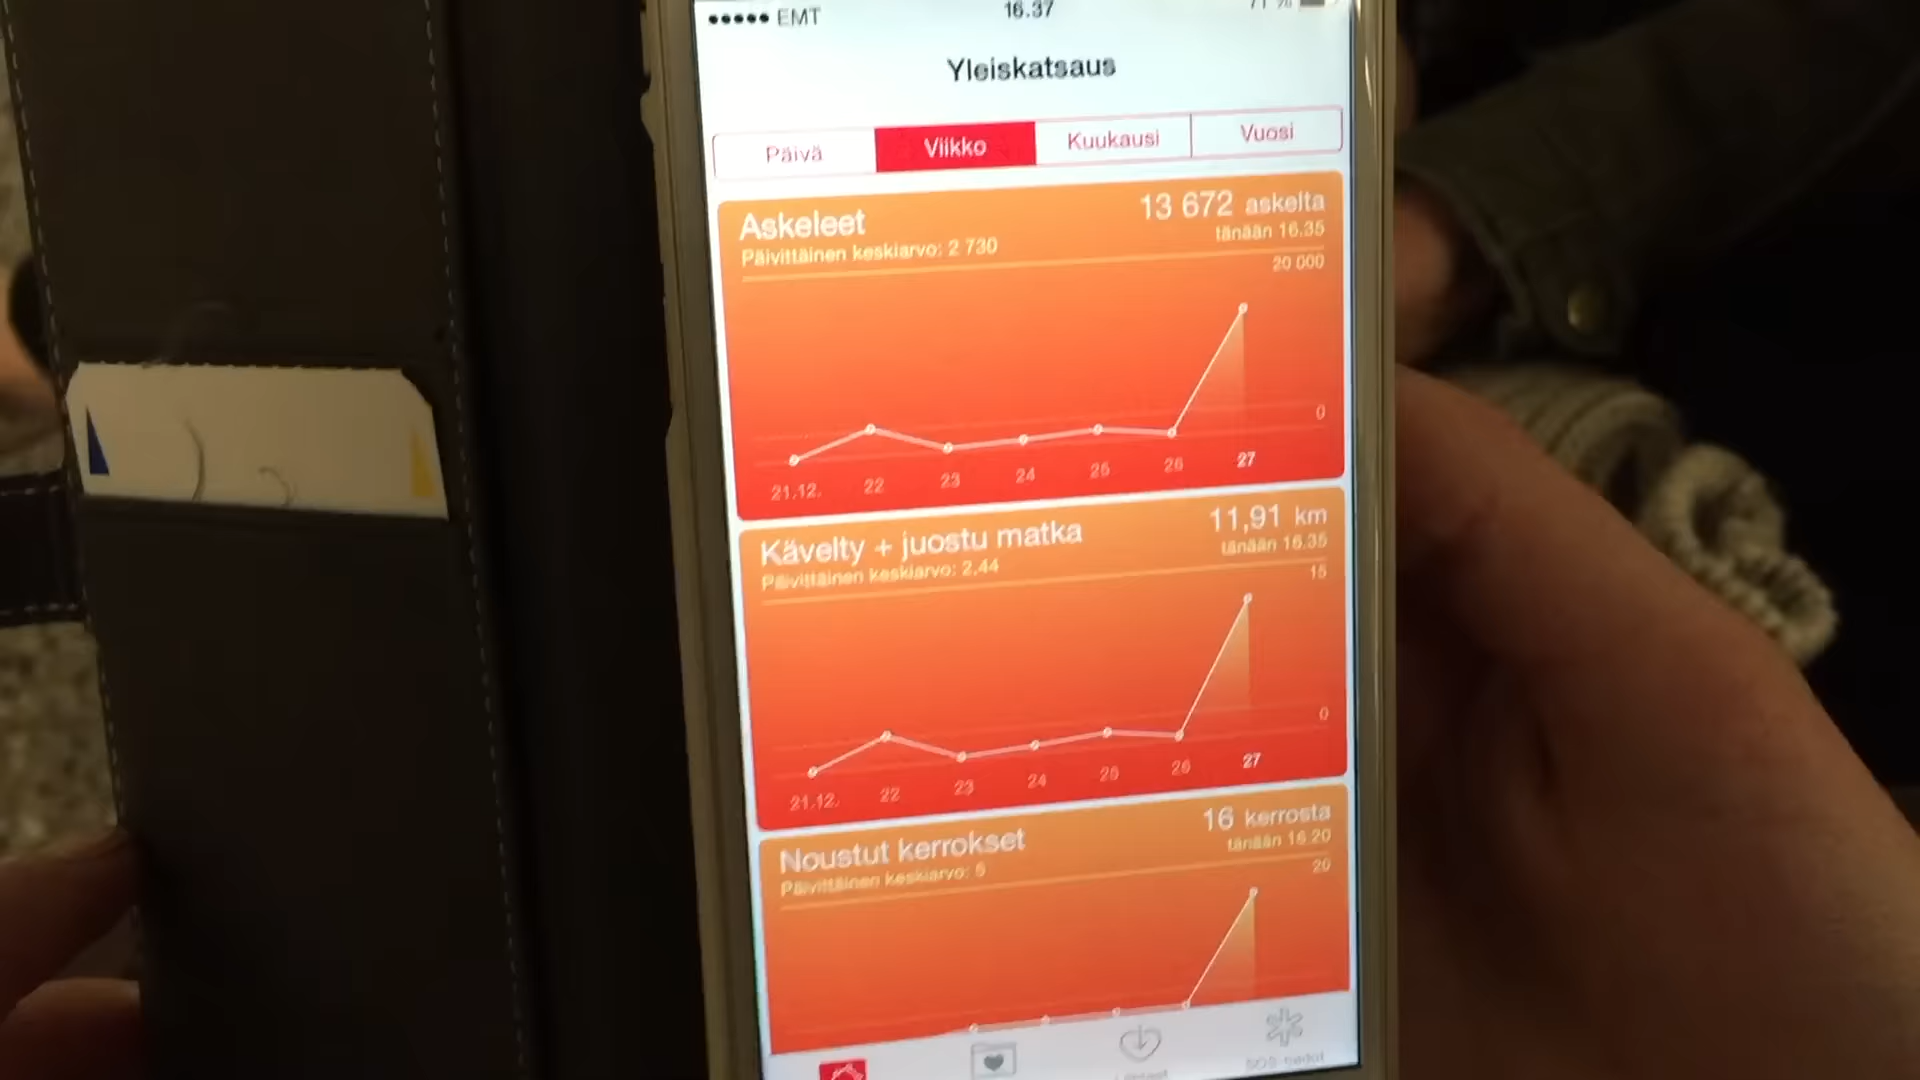 ●●●●● EMT 16.37
Yleiskatsaus
Päivä Viikko Kuukausi Vuosi
Askeleet 13 672 askelta
Päivittäinen keskiarvo: 2 730 tänään 16.35
20 000
0
21.12. 22 23 24 25 26 27
Kävelty + juostu matka 11,91 km
Päivittäinen keskiarvo: 2,44 tänään 16.35
15
0
21.12. 22 23 24 25 26 27
Noustut kerrokset 16 kerrosta
Päivittäinen keskiarvo: 5 tänään 16.20
20
SOS-tiedot